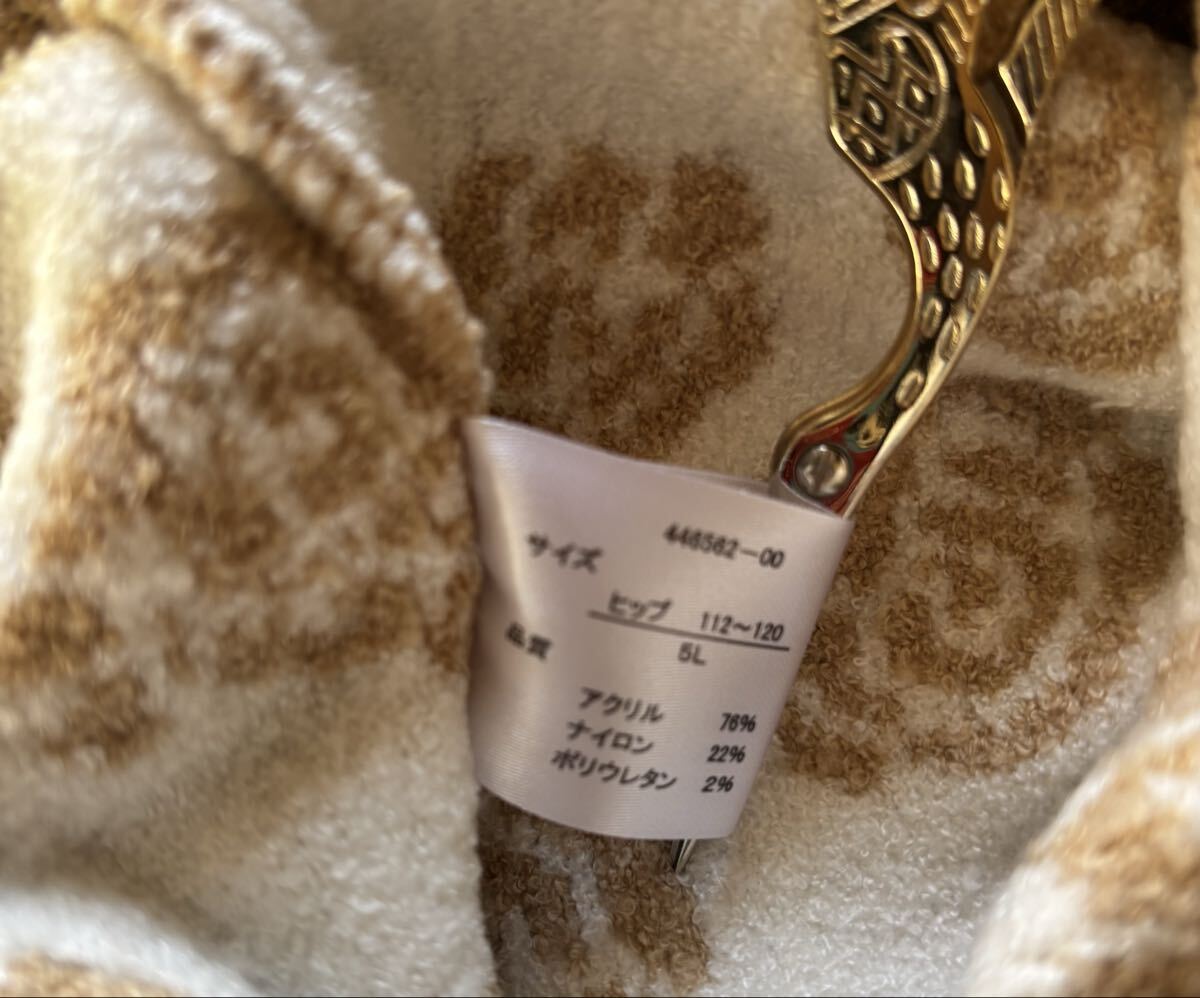 446562-00
サイズ
ヒップ 112~120
5L
品質
アクリル 76%
ナイロン 22%
ポリウレタン 2%